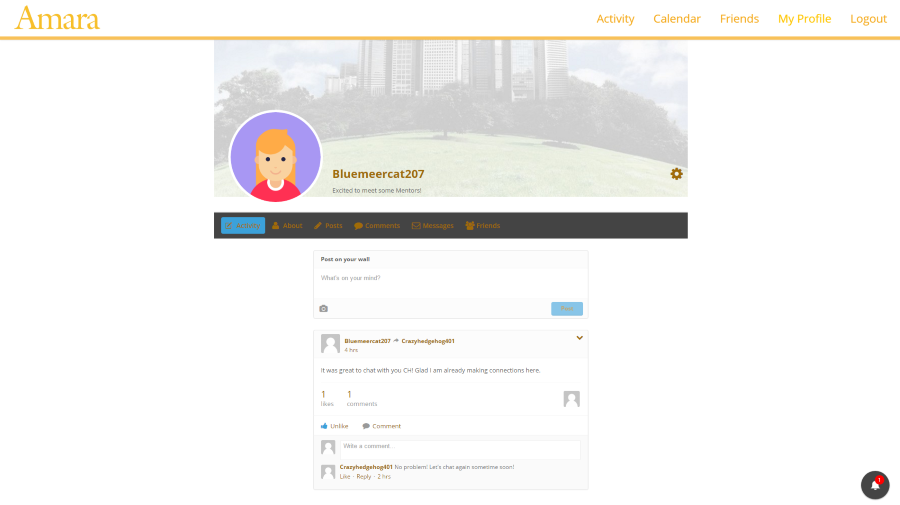 Amara
Activity Calendar Friends My Profile Logout
Bluemeercat207
Excited to meet some Mentors!
Activity About Posts Comments Messages Friends
Post on your wall
What's on your mind?
Post
Bluemeercat207 Crazyhedgehog401
4 hrs
It was great to chat with you CH! Glad I am already making connections here.
1 1
likes comments
Unlike Comment
Write a comment...
Crazyhedgehog401 No problem! Let's chat again sometime soon!
Like · Reply · 2 hrs
1